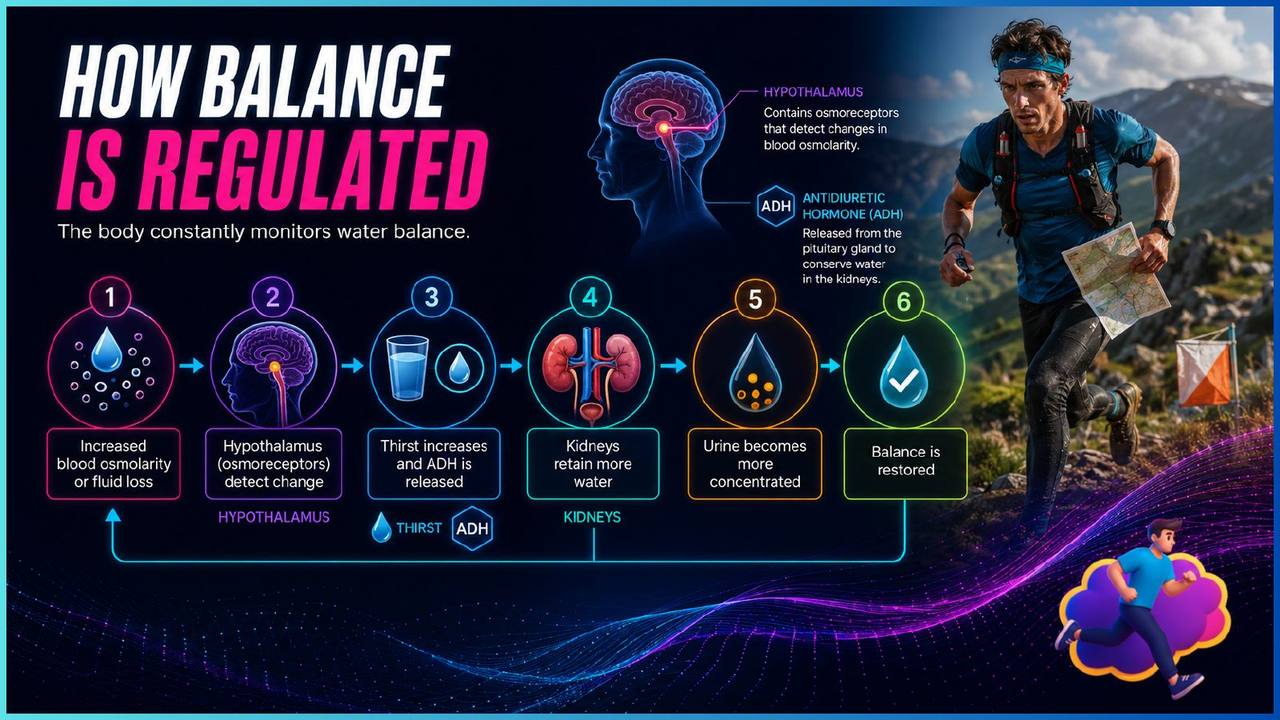 HOW BALANCE
IS REGULATED
The body constantly monitors water balance.
HYPOTHALAMUS
Contains osmoreceptors
that detect changes in
blood osmolarity.
ADH
ANTIDIURETIC
HORMONE (ADH)
Released from the
pituitary gland to
conserve water
in the kidneys.
1
2
3
4
5
6
Increased
blood osmolarity
or fluid loss
Hypothalamus
(osmoreceptors)
detect change
Thirst increases
and ADH is
released
Kidneys
retain more
water
Urine becomes
more
concentrated
Balance is
restored
HYPOTHALAMUS
THIRST
ADH
KIDNEYS